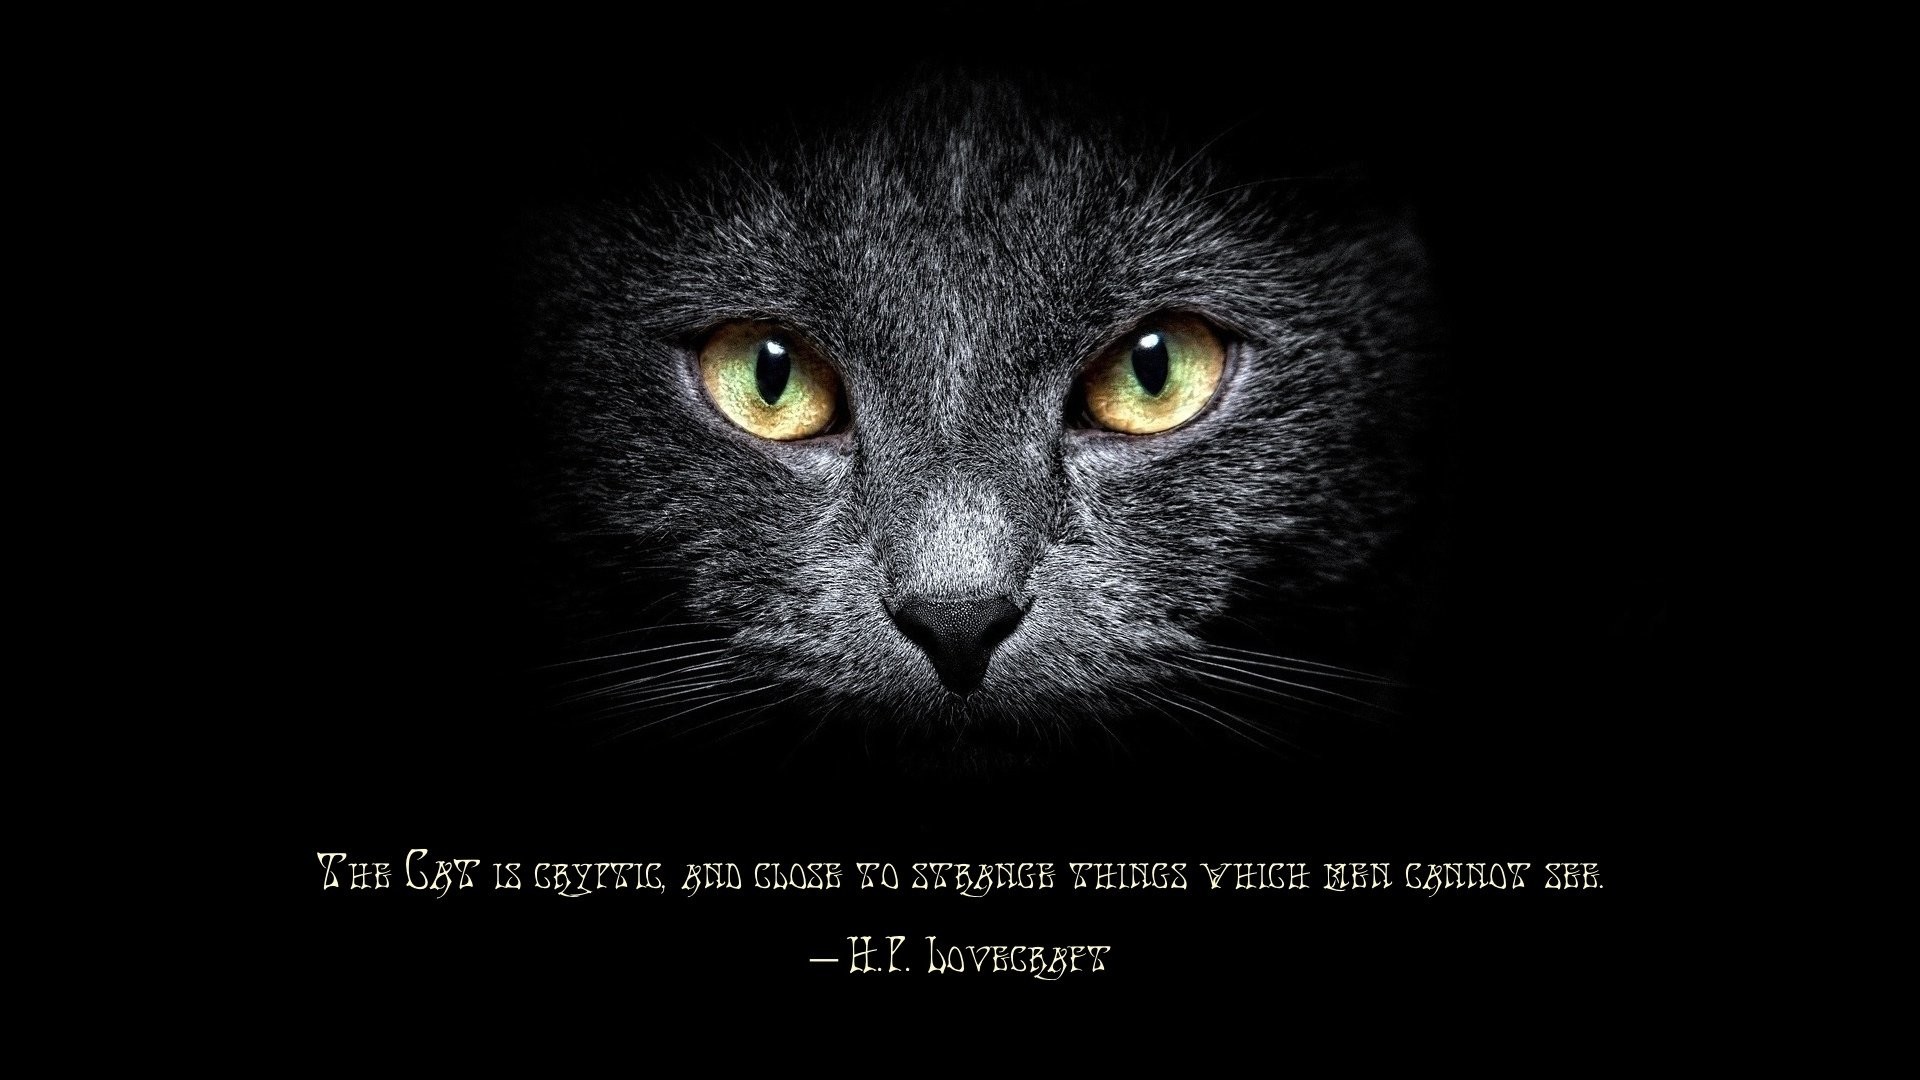 The Cat is cryptic, and close to strange things which men cannot see.
— H.P. Lovecraft